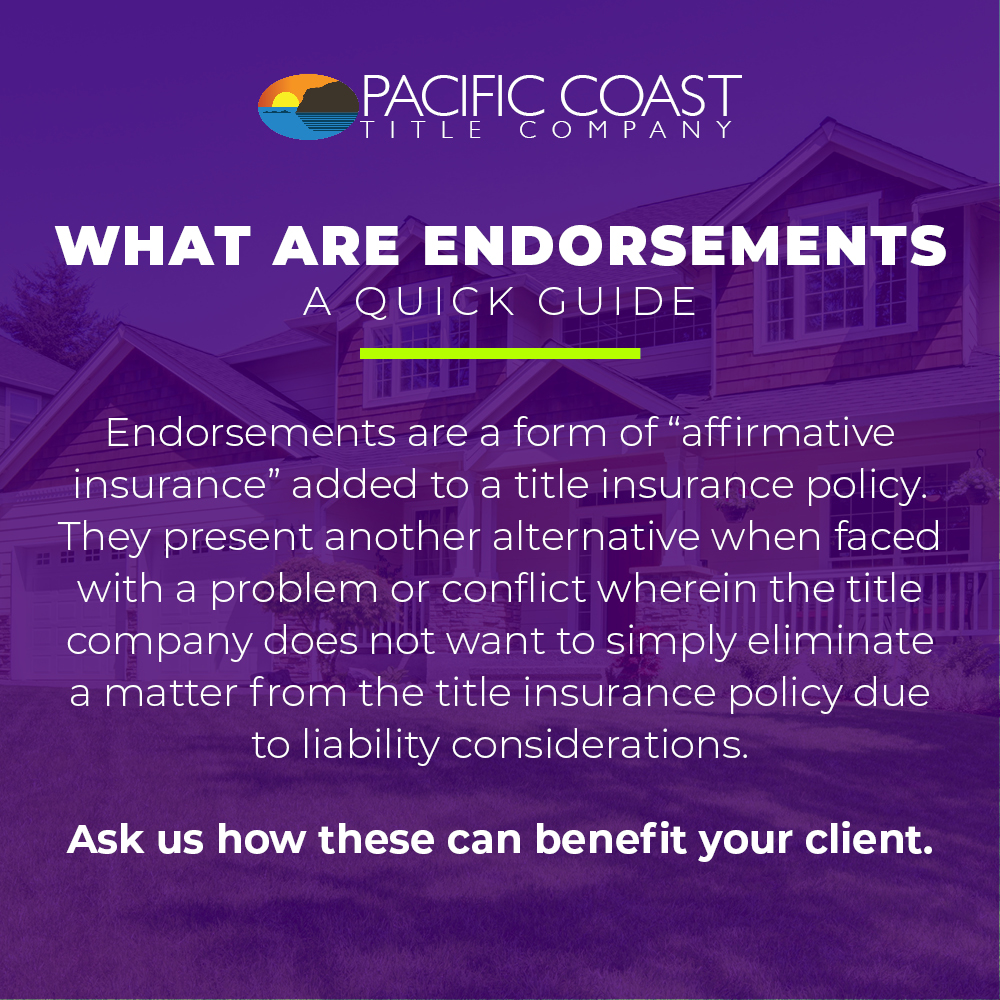 PACIFIC COAST
TITLE COMPANY
WHAT ARE ENDORSEMENTS
A QUICK GUIDE
Endorsements are a form of “affirmative
insurance” added to a title insurance policy.
They present another alternative when faced
with a problem or conflict wherein the title
company does not want to simply eliminate
a matter from the title insurance policy due
to liability considerations.
Ask us how these can benefit your client.